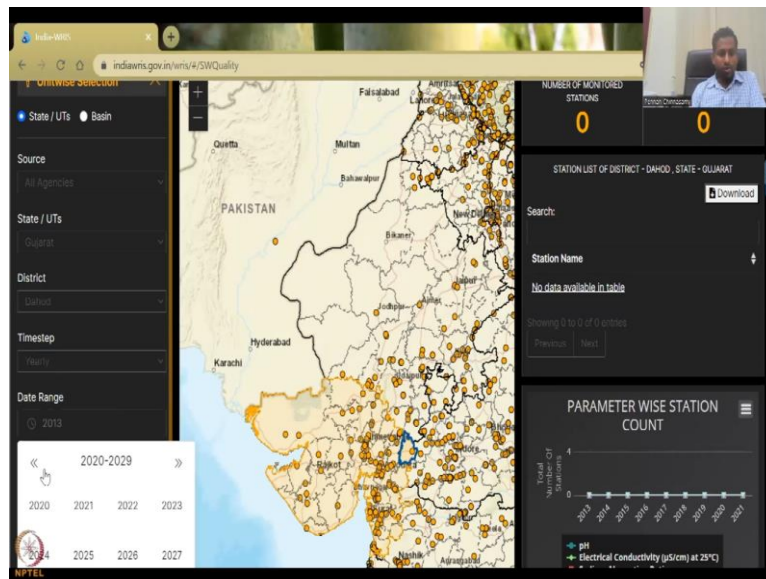 India-WRIS
indiawris.gov.in/wris/#/SWQuality
Unitwise Selection
State / UTs
Basin
Source
All Agencies
State / UTs
Gujarat
District
Dahod
Timestep
Yearly
Date Range
2013
2020-2029
2020 2021 2022 2023
2024 2025 2026 2027
NPTEL
Faisalabad
Amritsar
Lahore
Quetta
Multan
Bahawalpur
PAKISTAN
New Delhi
Bikaner
Jaipur
Jodhpur
Ajmer
Hyderabad
Karachi
Udaipur
Rajkot
Indore
Nashik
Aurangabad
NUMBER OF MONITORED
STATIONS
0
0
STATION LIST OF DISTRICT - DAHOD , STATE - GUJARAT
Download
Search:
Station Name
No data available in table
Showing 0 to 0 of 0 entries
Previous Next
PARAMETER WISE STATION
COUNT
Total
Number Of
Stations
4
0
2013 2014 2015 2016 2017 2018 2019 2020 2021
pH
Electrical Conductivity (µS/cm) at 25°C)